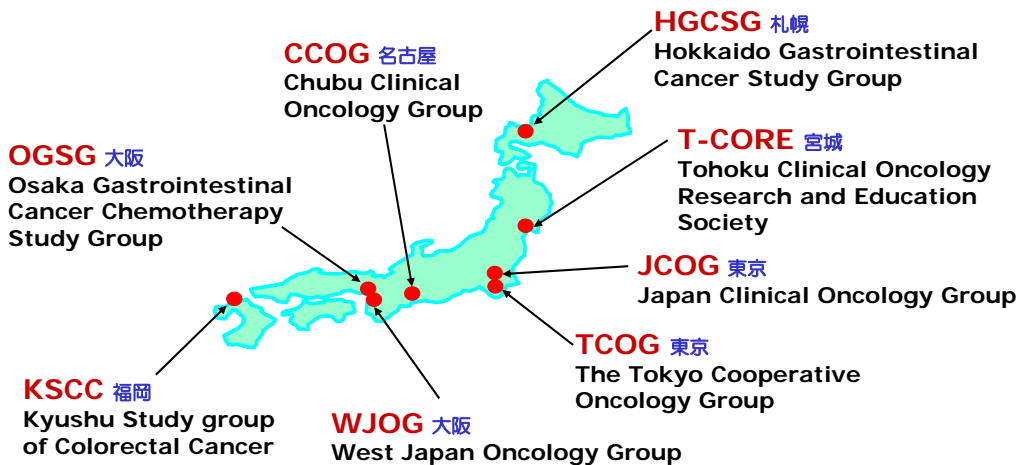 HGCSG 札幌
Hokkaido Gastrointestinal
Cancer Study Group
CCOG 名古屋
Chubu Clinical
Oncology Group
T-CORE 宮城
Tohoku Clinical Oncology
Research and Education
Society
OGSG 大阪
Osaka Gastrointestinal
Cancer Chemotherapy
Study Group
JCOG 東京
Japan Clinical Oncology Group
TCOG 東京
The Tokyo Cooperative
Oncology Group
KSCC 福岡
Kyushu Study group
of Colorectal Cancer
WJOG 大阪
West Japan Oncology Group